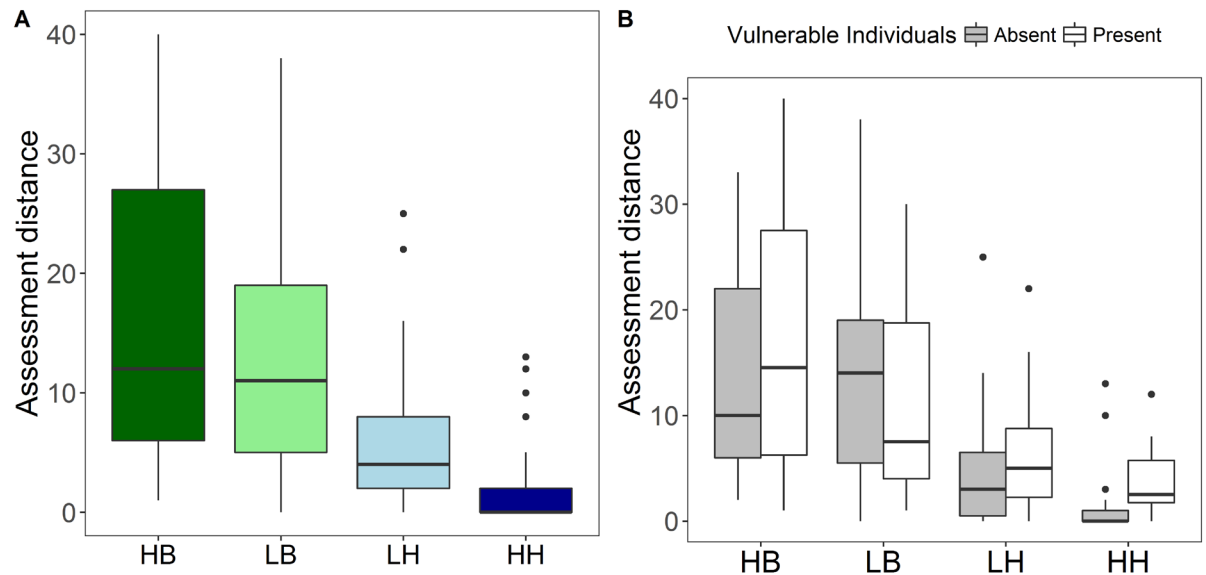 A
Assessment distance
40
30
20
10
0
HB LB LH HH
B
Vulnerable Individuals Absent Present
Assessment distance
40
30
20
10
0
HB LB LH HH